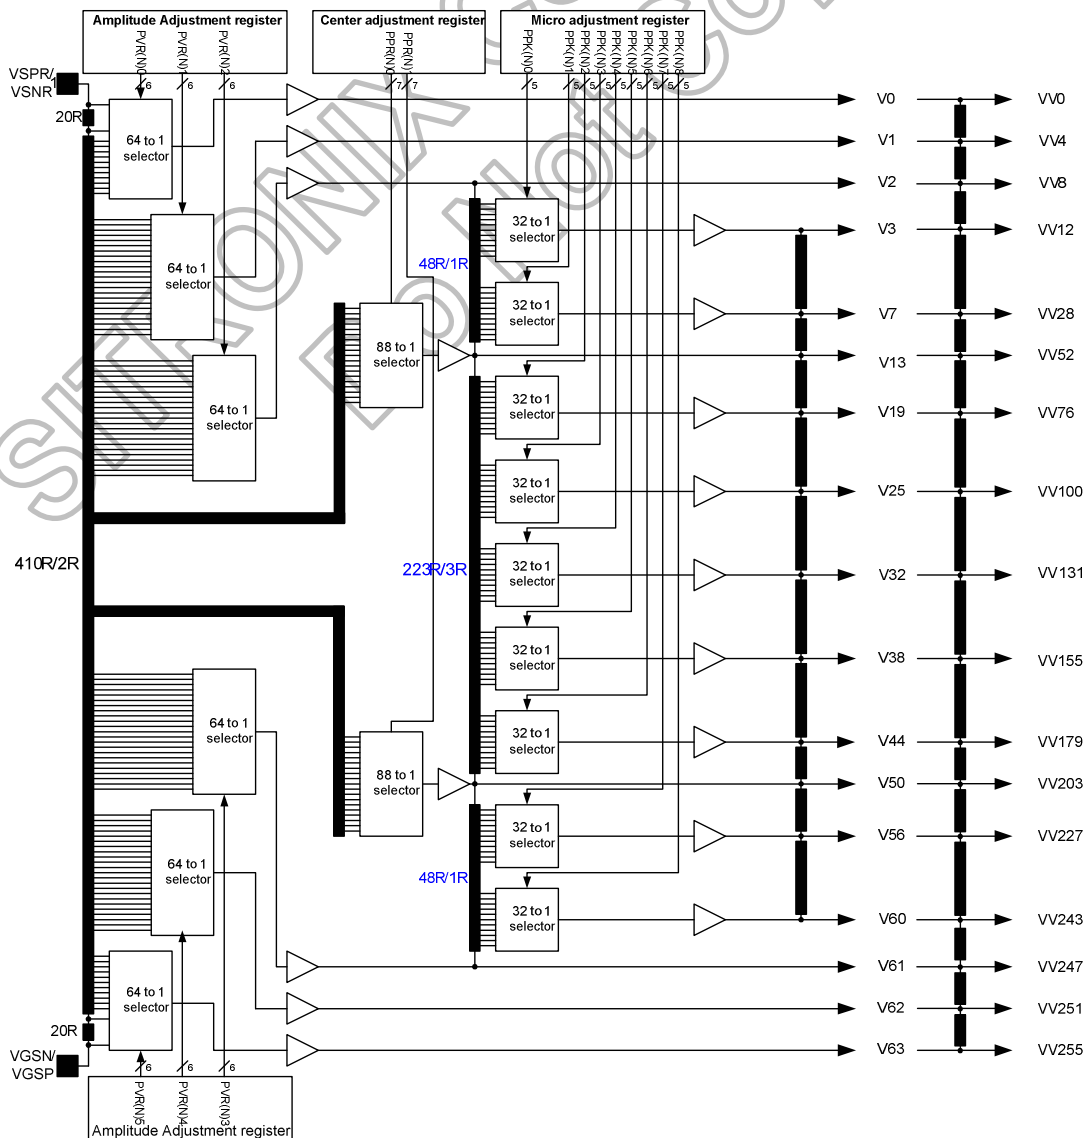 Amplitude Adjustment register
Center adjustment register
Micro adjustment register
PVR(N)0
PVR(N)1
PVR(N)2
PPR(N)0
PPR(N)1
PPK(N)0
PPK(N)1
PPK(N)2
PPK(N)3
PPK(N)4
PPK(N)5
PPK(N)6
PPK(N)7
PPK(N)8
6
6
6
7
7
5
5
5
5
5
5
5
5
5
VSPR/
VSNR
20R
64 to 1
selector
64 to 1
selector
64 to 1
selector
88 to 1
selector
48R/1R
32 to 1
selector
32 to 1
selector
32 to 1
selector
32 to 1
selector
32 to 1
selector
32 to 1
selector
32 to 1
selector
32 to 1
selector
32 to 1
selector
410R/2R
223R/3R
48R/1R
88 to 1
selector
64 to 1
selector
64 to 1
selector
64 to 1
selector
20R
VGSN/
VGSP
V0 VV0
V1 VV4
V2 VV8
V3 VV12
V7 VV28
V13 VV52
V19 VV76
V25 VV100
V32 VV131
V38 VV155
V44 VV179
V50 VV203
V56 VV227
V60 VV243
V61 VV247
V62 VV251
V63 VV255
6
6
6
PVR(N)5
PVR(N)4
PVR(N)3
Amplitude Adjustment register
SITRONIX
Do Not